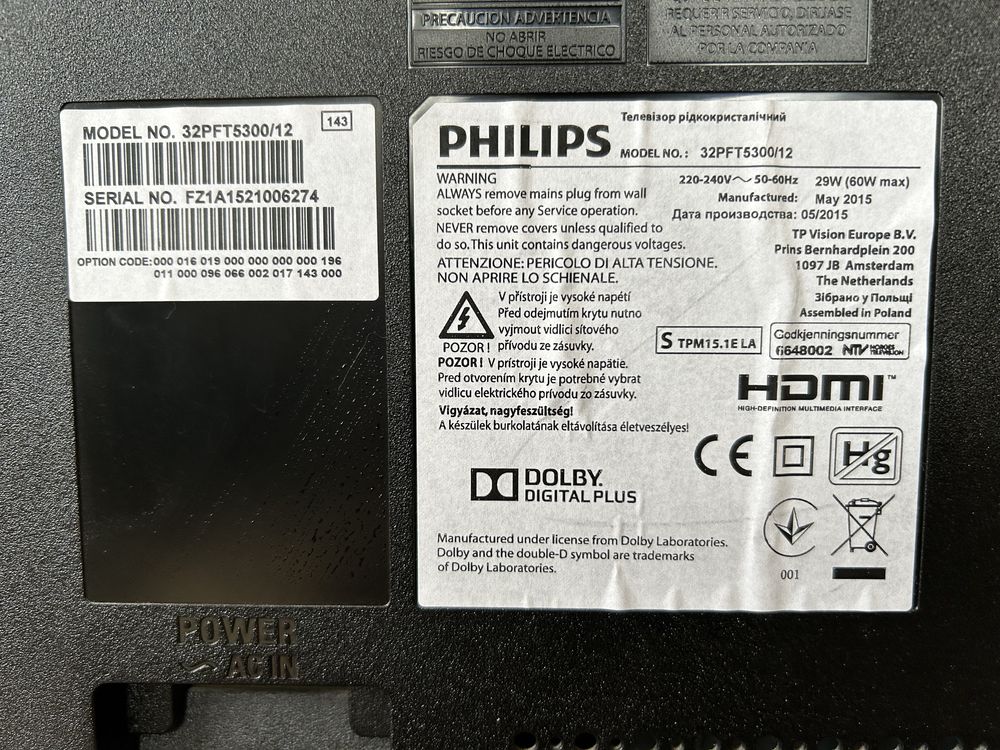 PRECAUCION ADVERTENCIA
NO ABRIR
RIESGO DE CHOQUE ELECTRICO
REQUERIR SERVICIO, DIRIJASE
AL PERSONAL AUTORIZADO
POR LA COMPAÑIA
MODEL NO. 32PFT5300/12
143
SERIAL NO. FZ1A1521006274
OPTION CODE: 000 016 019 000 000 000 000 196
011 000 096 066 002 017 143 000
POWER
~ AC IN
Телевізор рідкокристалічний
PHILIPS
MODEL NO.: 32PFT5300/12
WARNING
ALWAYS remove mains plug from wall
socket before any Service operation.
NEVER remove covers unless qualified to
do so.This unit contains dangerous voltages.
ATTENZIONE: PERICOLO DI ALTA TENSIONE.
NON APRIRE LO SCHIENALE.
220-240V～50-60Hz 29W (60W max)
Manufactured: May 2015
Дата производства: 05/2015
TP Vision Europe B.V.
Prins Bernhardplein 200
1097 JB Amsterdam
The Netherlands
Зібрано у Польщі
Assembled in Poland
V přístroji je vysoké napětí
Před odejmutím krytu nutno
vyjmout vidlici síťového
POZOR! přívodu ze zásuvky.
POZOR! V prístroji je vysoké napätie.
Pred otvorením krytu je potrebné vybrat
vidlicu elektrického prívodu zo zásuvky.
Vigyázat, nagyfeszültség!
A készülek burkolatának eltávolítása életveszélyes!
S TPM15.1E LA
Godkjenningsnummer
6648002 NTV NORGES TELEVISJON
HDMI™
HIGH-DEFINITION MULTIMEDIA INTERFACE
CE
Hg
DOLBY.
DIGITAL PLUS
Manufactured under license from Dolby Laboratories.
Dolby and the double-D symbol are trademarks
of Dolby Laboratories.
001